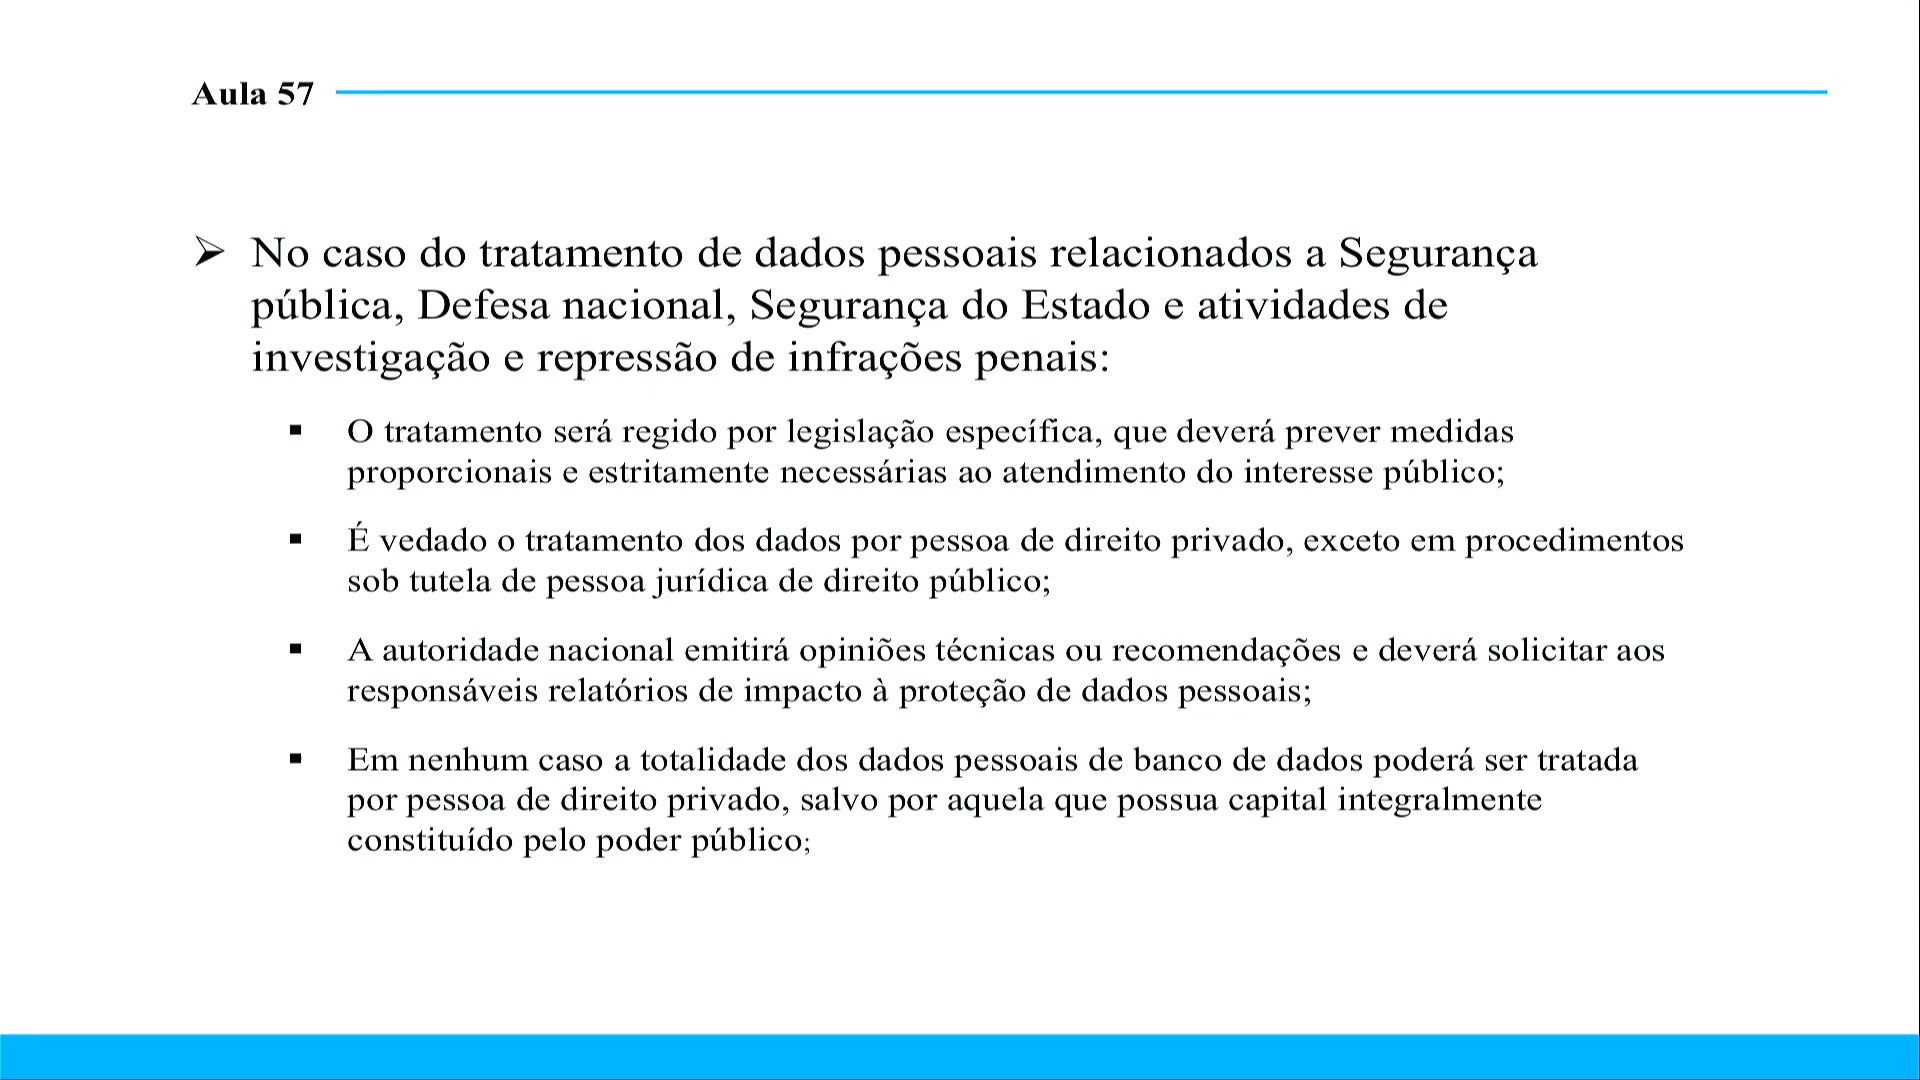 Aula 57
No caso do tratamento de dados pessoais relacionados a Segurança
pública, Defesa nacional, Segurança do Estado e atividades de
investigação e repressão de infrações penais:
O tratamento será regido por legislação específica, que deverá prever medidas
proporcionais e estritamente necessárias ao atendimento do interesse público;
É vedado o tratamento dos dados por pessoa de direito privado, exceto em procedimentos
sob tutela de pessoa jurídica de direito público;
A autoridade nacional emitirá opiniões técnicas ou recomendações e deverá solicitar aos
responsáveis relatórios de impacto à proteção de dados pessoais;
Em nenhum caso a totalidade dos dados pessoais de banco de dados poderá ser tratada
por pessoa de direito privado, salvo por aquela que possua capital integralmente
constituído pelo poder público;